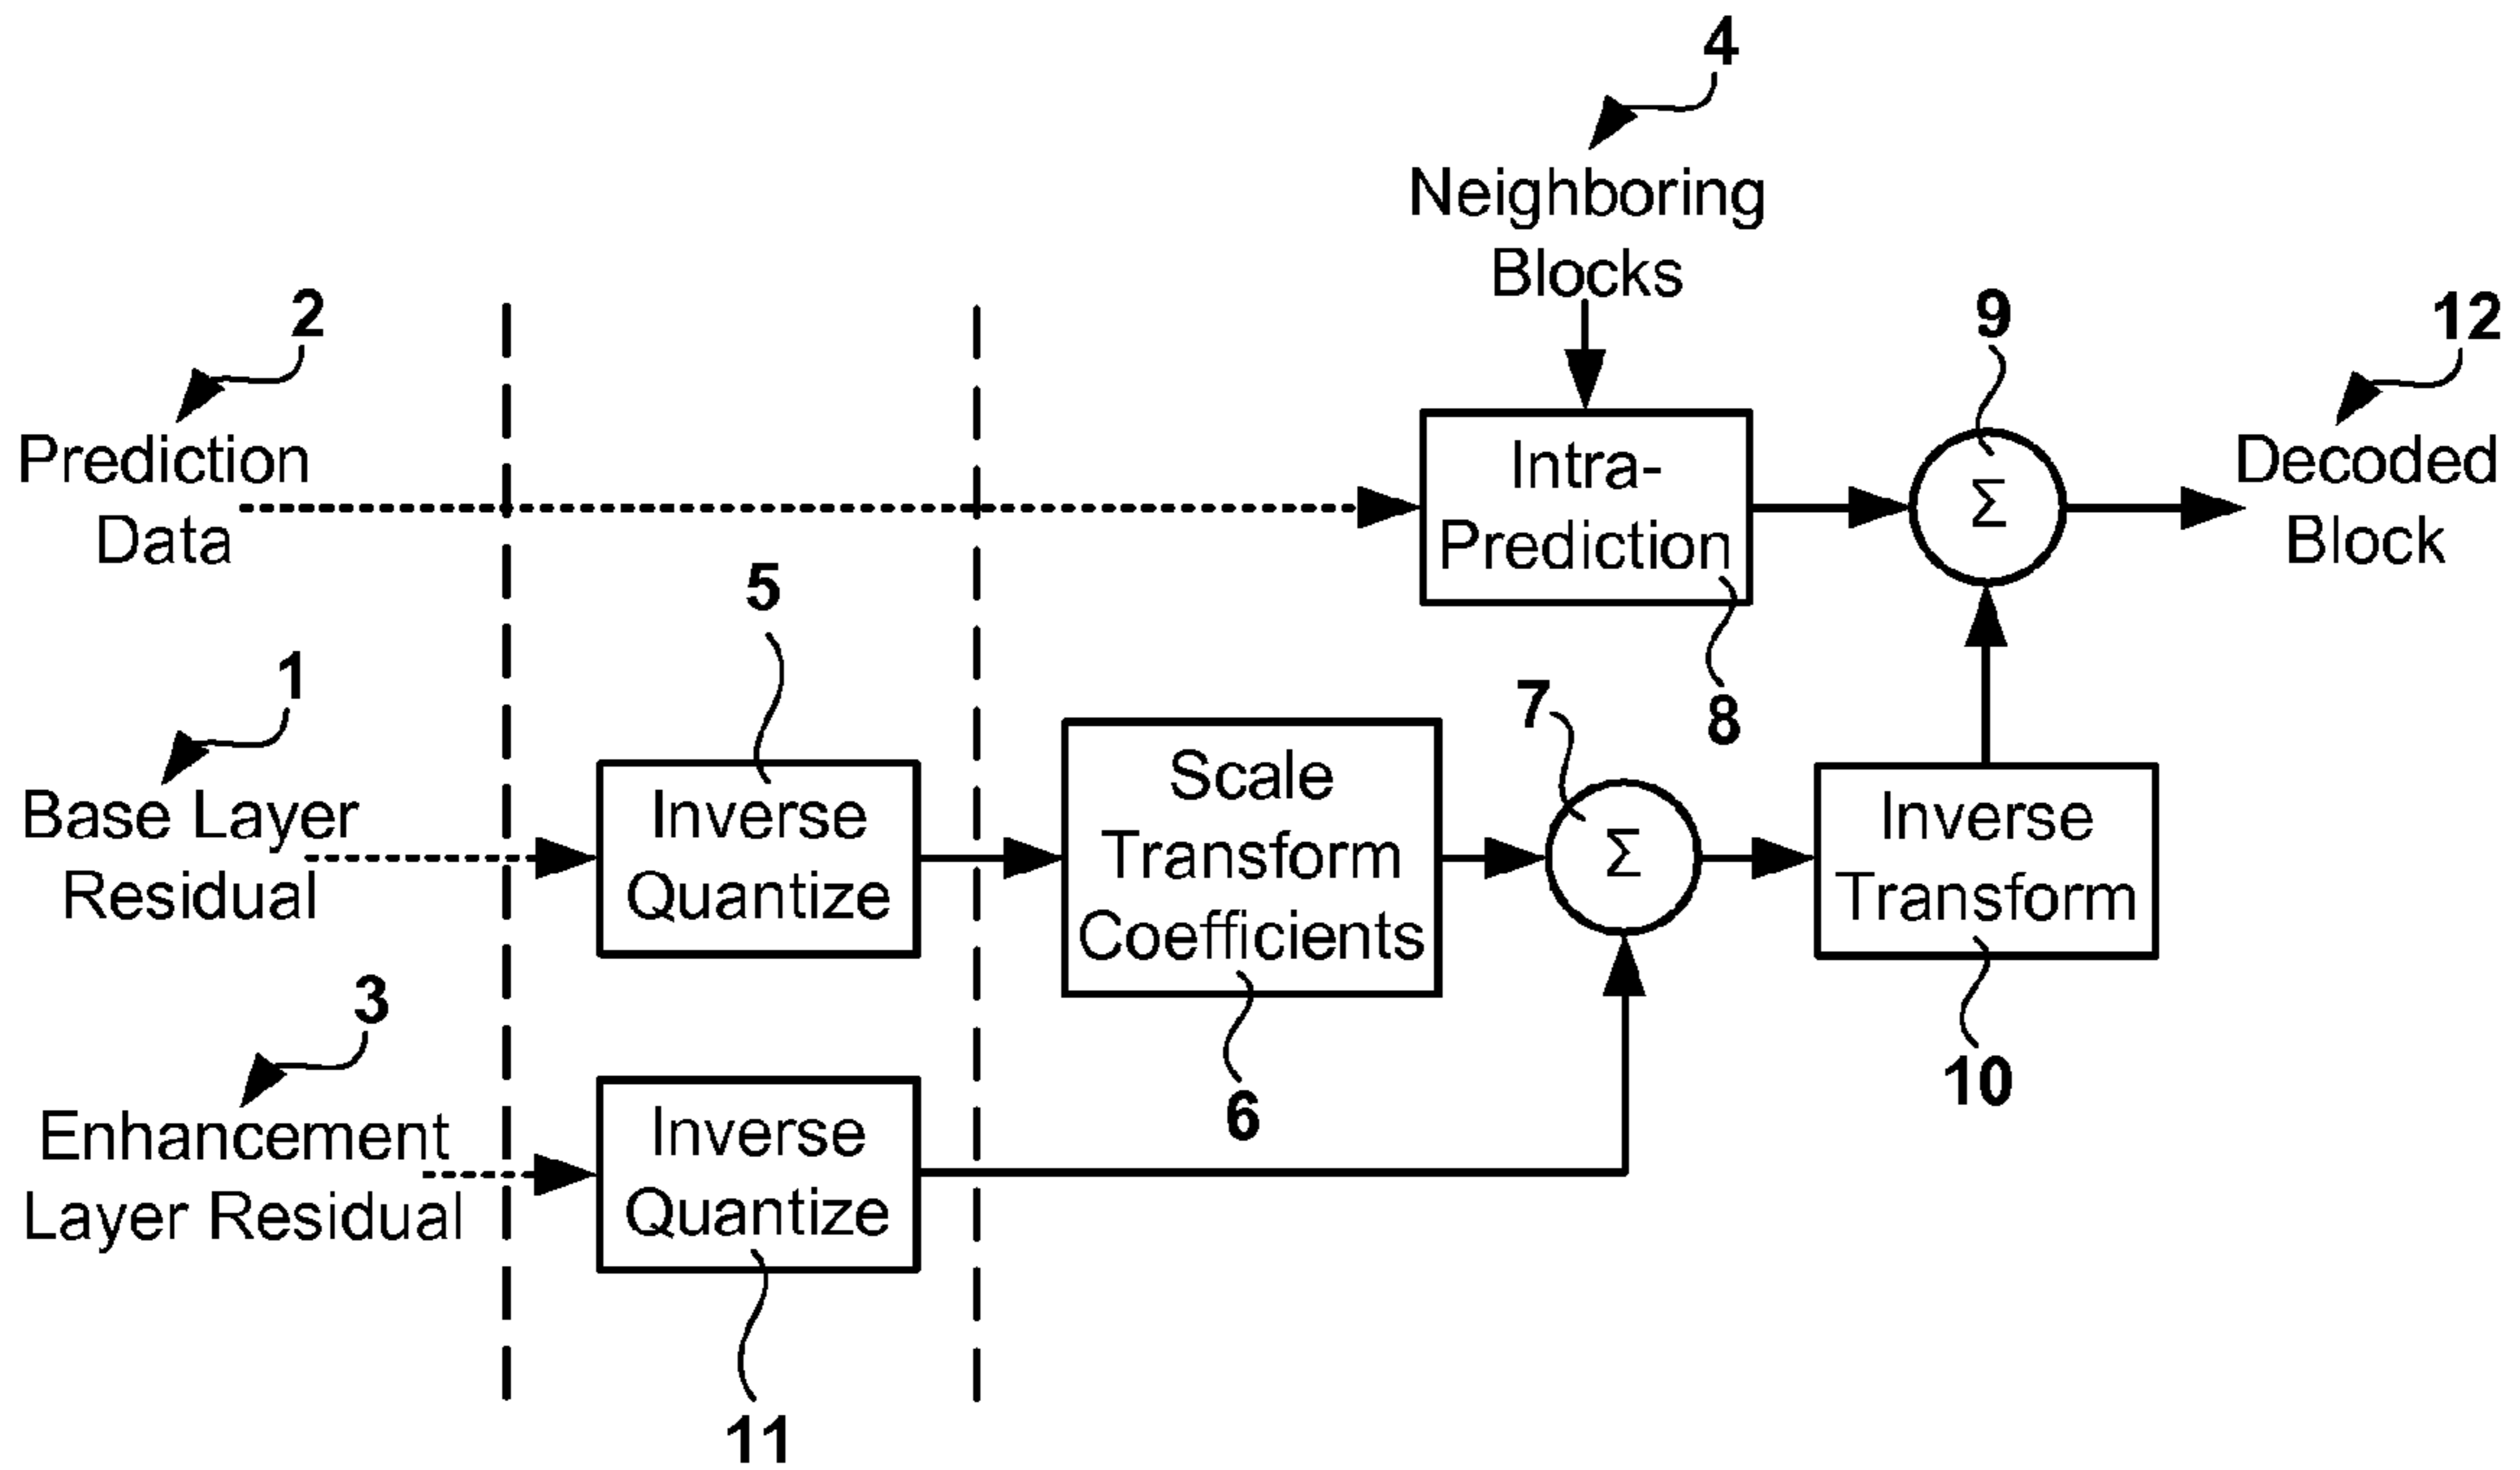 4
Neighboring
Blocks
2
Prediction
Data
9
12
Intra-
Prediction
Σ
Decoded
Block
8
1
Base Layer
Residual
5
Inverse
Quantize
Scale
Transform
Coefficients
6
7
Σ
Inverse
Transform
10
3
Enhancement
Layer Residual
Inverse
Quantize
11